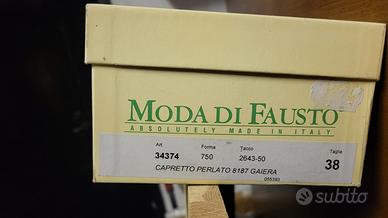 MODA DI FAUSTO
ABSOLUTELY MADE IN ITALY
Art. Forma Tacco Taglia
34374 750 2643-50 38
CAPRETTO PERLATO 8187 GAIERA
055393
subito